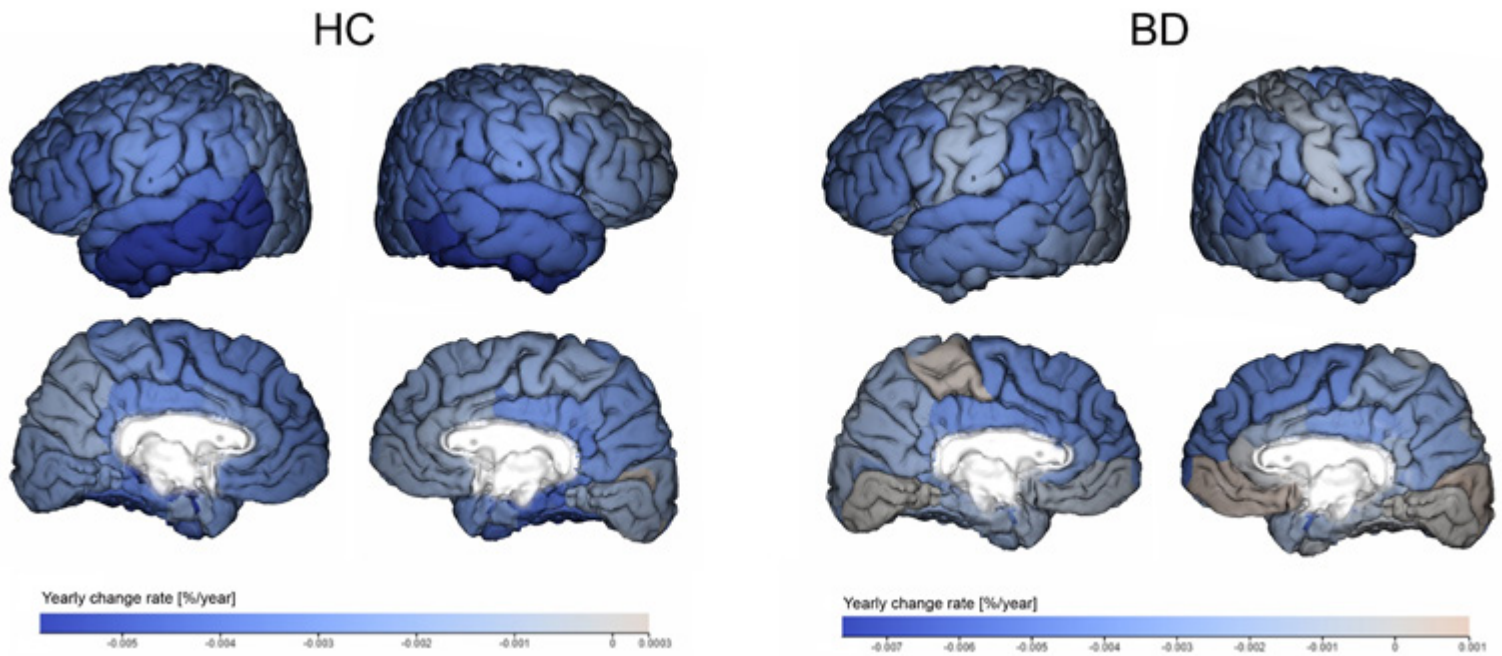 HC
BD
Yearly change rate [%/year]
-0.005 -0.004 -0.003 -0.002 -0.001 0 0.0003
Yearly change rate [%/year]
-0.007 -0.006 -0.005 -0.004 -0.003 -0.002 -0.001 0 0.001